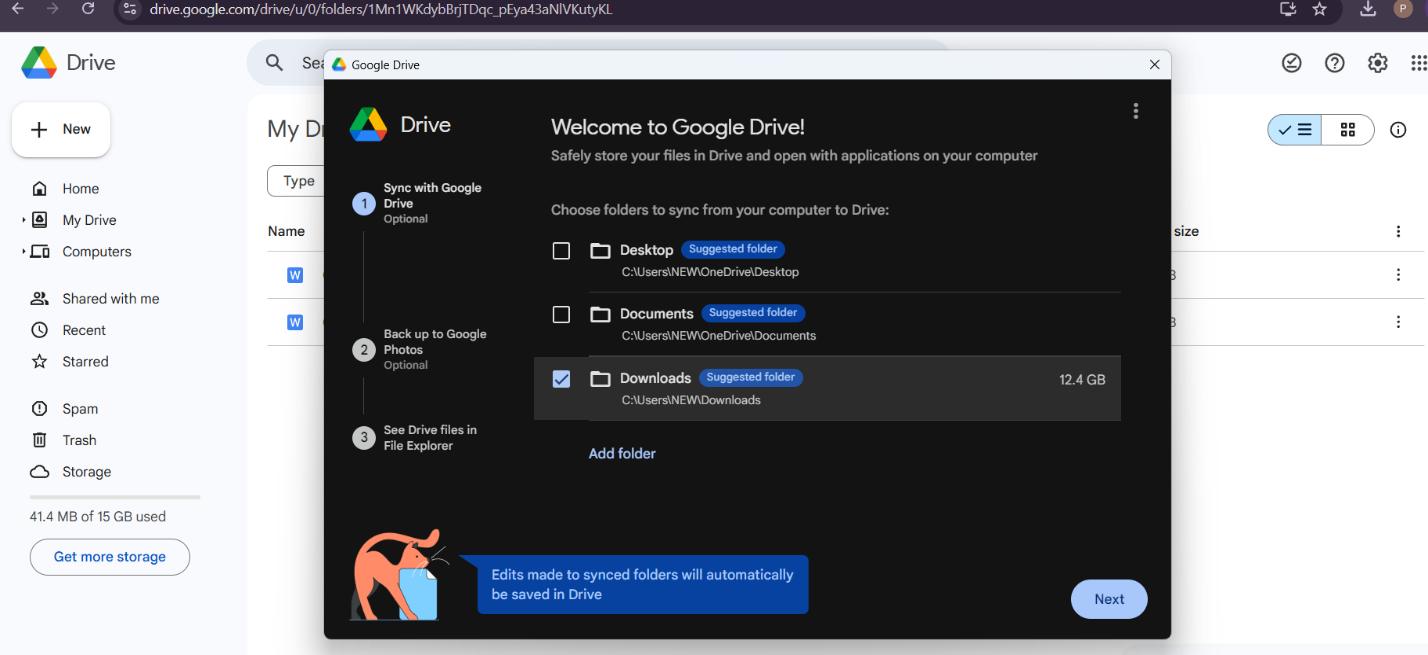 drive.google.com/drive/u/0/folders/1Mn1WKdybBrjTDqc_pEya43aNlVKutyKL
P
Drive
Sea
New
Home
My Drive
Computers
Shared with me
Recent
Starred
Spam
Trash
Storage
41.4 MB of 15 GB used
Get more storage
My Dr
Type
Name
size
W
W
Google Drive
Drive
1
Sync with Google
Drive
Optional
2
Back up to Google
Photos
Optional
3
See Drive files in
File Explorer
Welcome to Google Drive!
Safely store your files in Drive and open with applications on your computer
Choose folders to sync from your computer to Drive:
Desktop Suggested folder
C:\Users\NEW\OneDrive\Desktop
Documents Suggested folder
C:\Users\NEW\OneDrive\Documents
Downloads Suggested folder 12.4 GB
C:\Users\NEW\Downloads
Add folder
Edits made to synced folders will automatically
be saved in Drive
Next